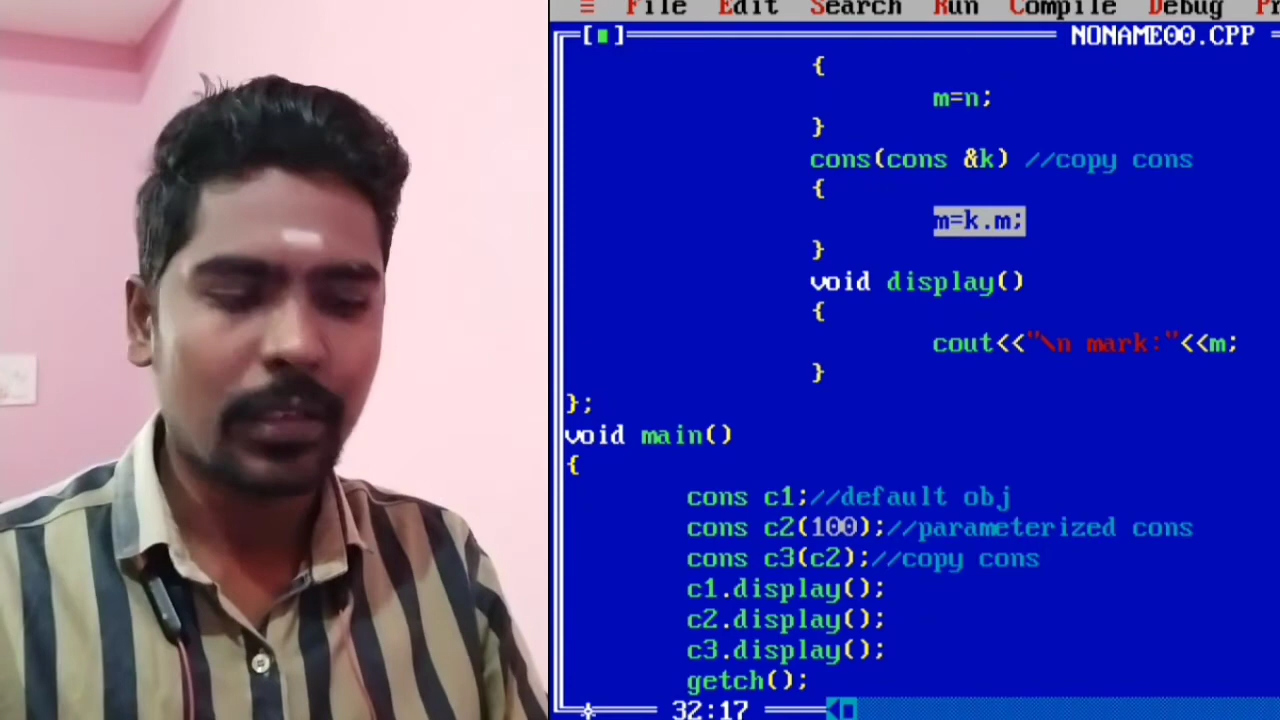 ≡ File Edit Search Run Compile Debug Pr
[■] NONAME00.CPP
{
m=n;
}
cons(cons &k) //copy cons
{
m=k.m;
}
void display()
{
cout<<"\n mark:"<<m;
}
};
void main()
{
cons c1;//default obj
cons c2(100);//parameterized cons
cons c3(c2);//copy cons
c1.display();
c2.display();
c3.display();
getch();
32:17